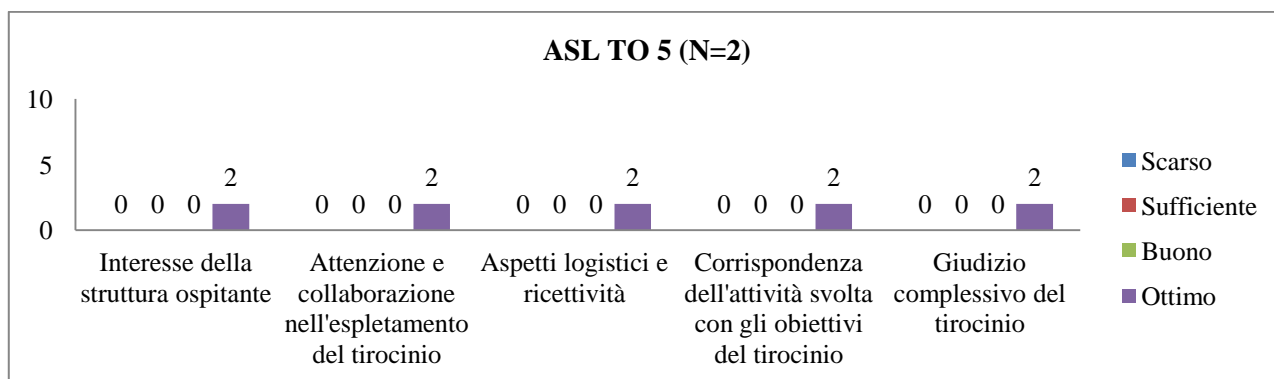 ASL TO 5 (N=2)
10
5
0
0 0 0 2
0 0 0 2
0 0 0 2
0 0 0 2
0 0 0 2
Interesse della
struttura ospitante
Attenzione e
collaborazione
nell'espletamento
del tirocinio
Aspetti logistici e
ricettività
Corrispondenza
dell'attività svolta
con gli obiettivi
del tirocinio
Giudizio
complessivo del
tirocinio
Scarso
Sufficiente
Buono
Ottimo